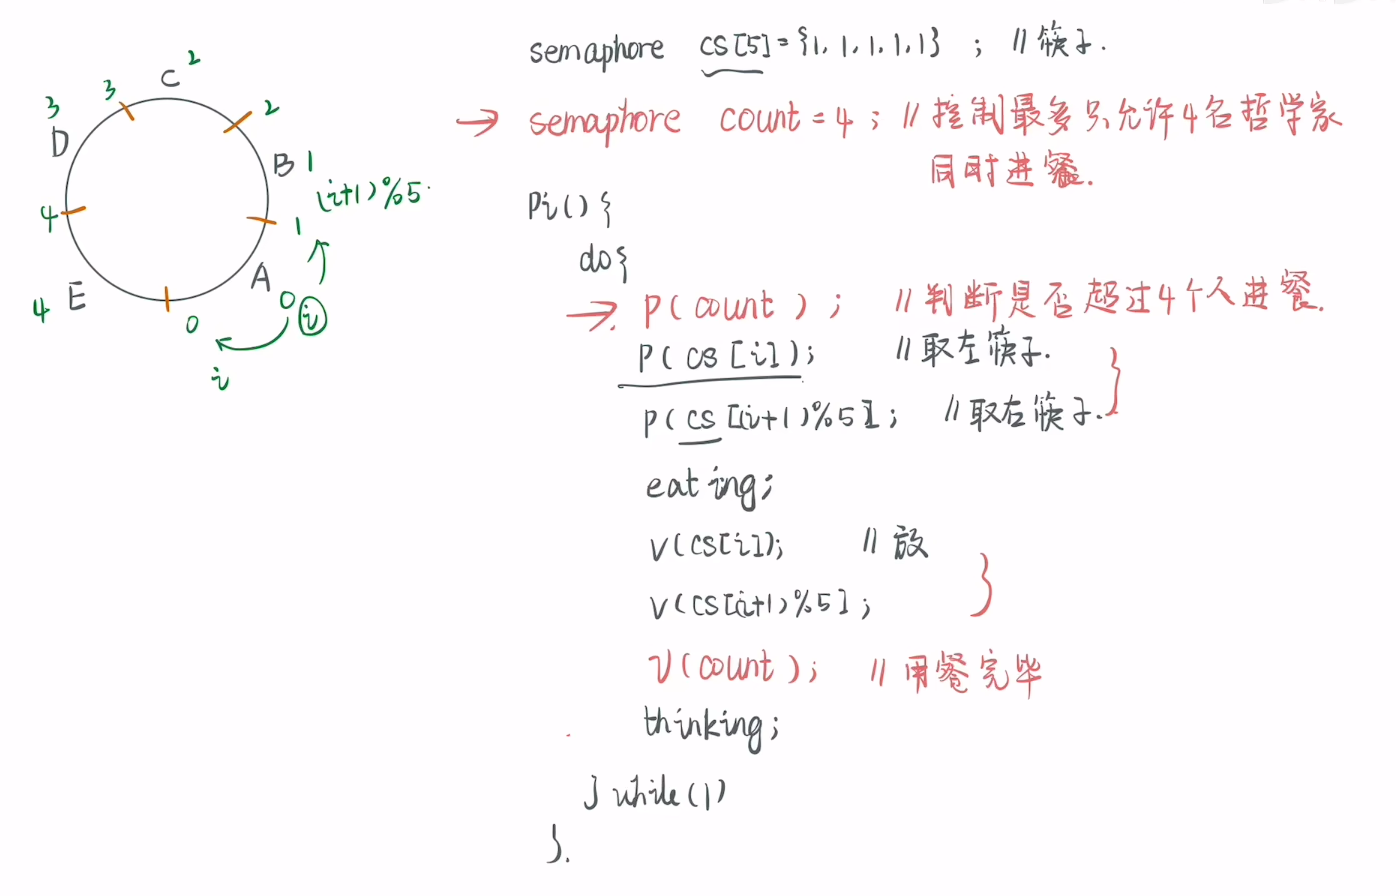 semaphore cs[5]={1,1,1,1,1} ; //筷子.
→ semaphore count=4 ; //控制最多只允许4名哲学家
同时进餐.
Pi(){
do{
→ P(count) ; //判断是否超过4个人进餐.
P(cs[i]); //取左筷子.
P(cs[(i+1)%5]; //取右筷子.
eating;
V(cs[i]); //放
V(cs[(i+1)%5];
V(count); //用餐完毕
thinking;
}while(1)
}.
C 2
3
2
3
D
B 1
(i+1)%5
4
1
A
0
i
4 E
0
i